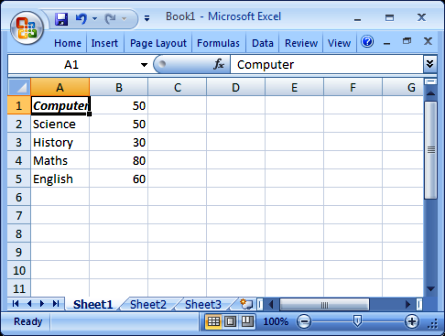 Book1 - Microsoft Excel
Home Insert Page Layout Formulas Data Review View
A1 fx Computer
A B C D E F G
1 Computer 50
2 Science 50
3 History 30
4 Maths 80
5 English 60
6
7
8
9
10
11
Sheet1 Sheet2 Sheet3
Ready 100%